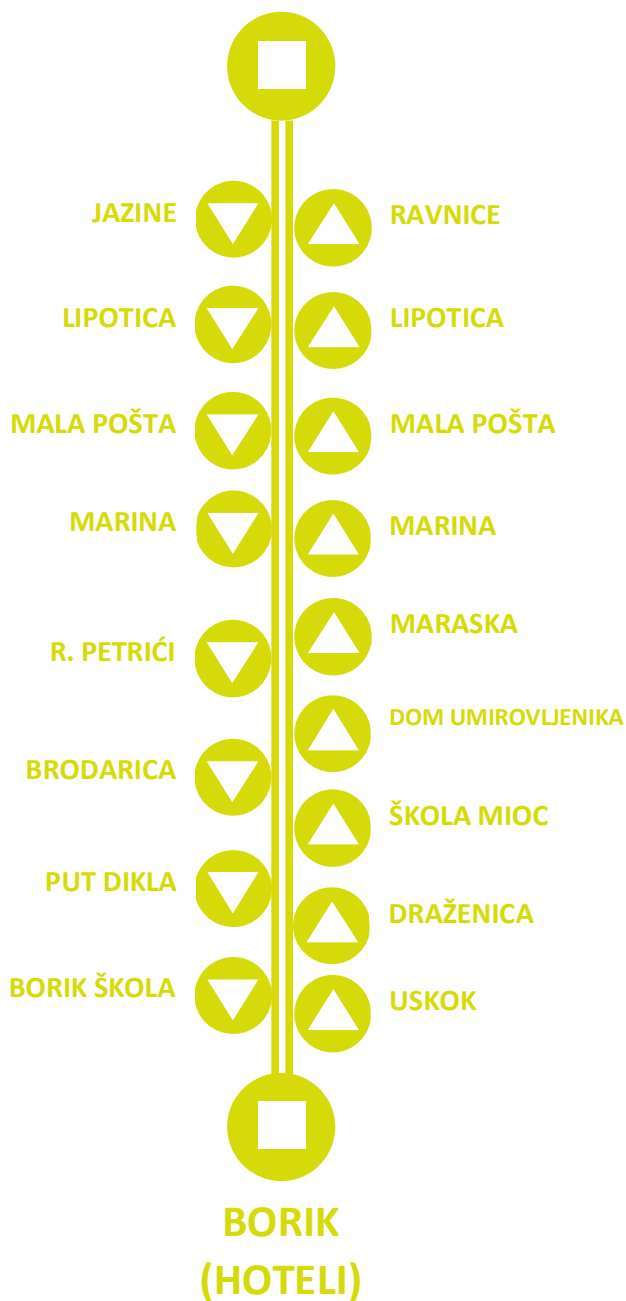 JAZINE
LIPOTICA
MALA POŠTA
MARINA
R. PETRIĆI
BRODARICA
PUT DIKLA
BORIK ŠKOLA
RAVNICE
LIPOTICA
MALA POŠTA
MARINA
MARASKA
DOM UMIROVLJENIKA
ŠKOLA MIOC
DRAŽENICA
USKOK
BORIK
(HOTELI)